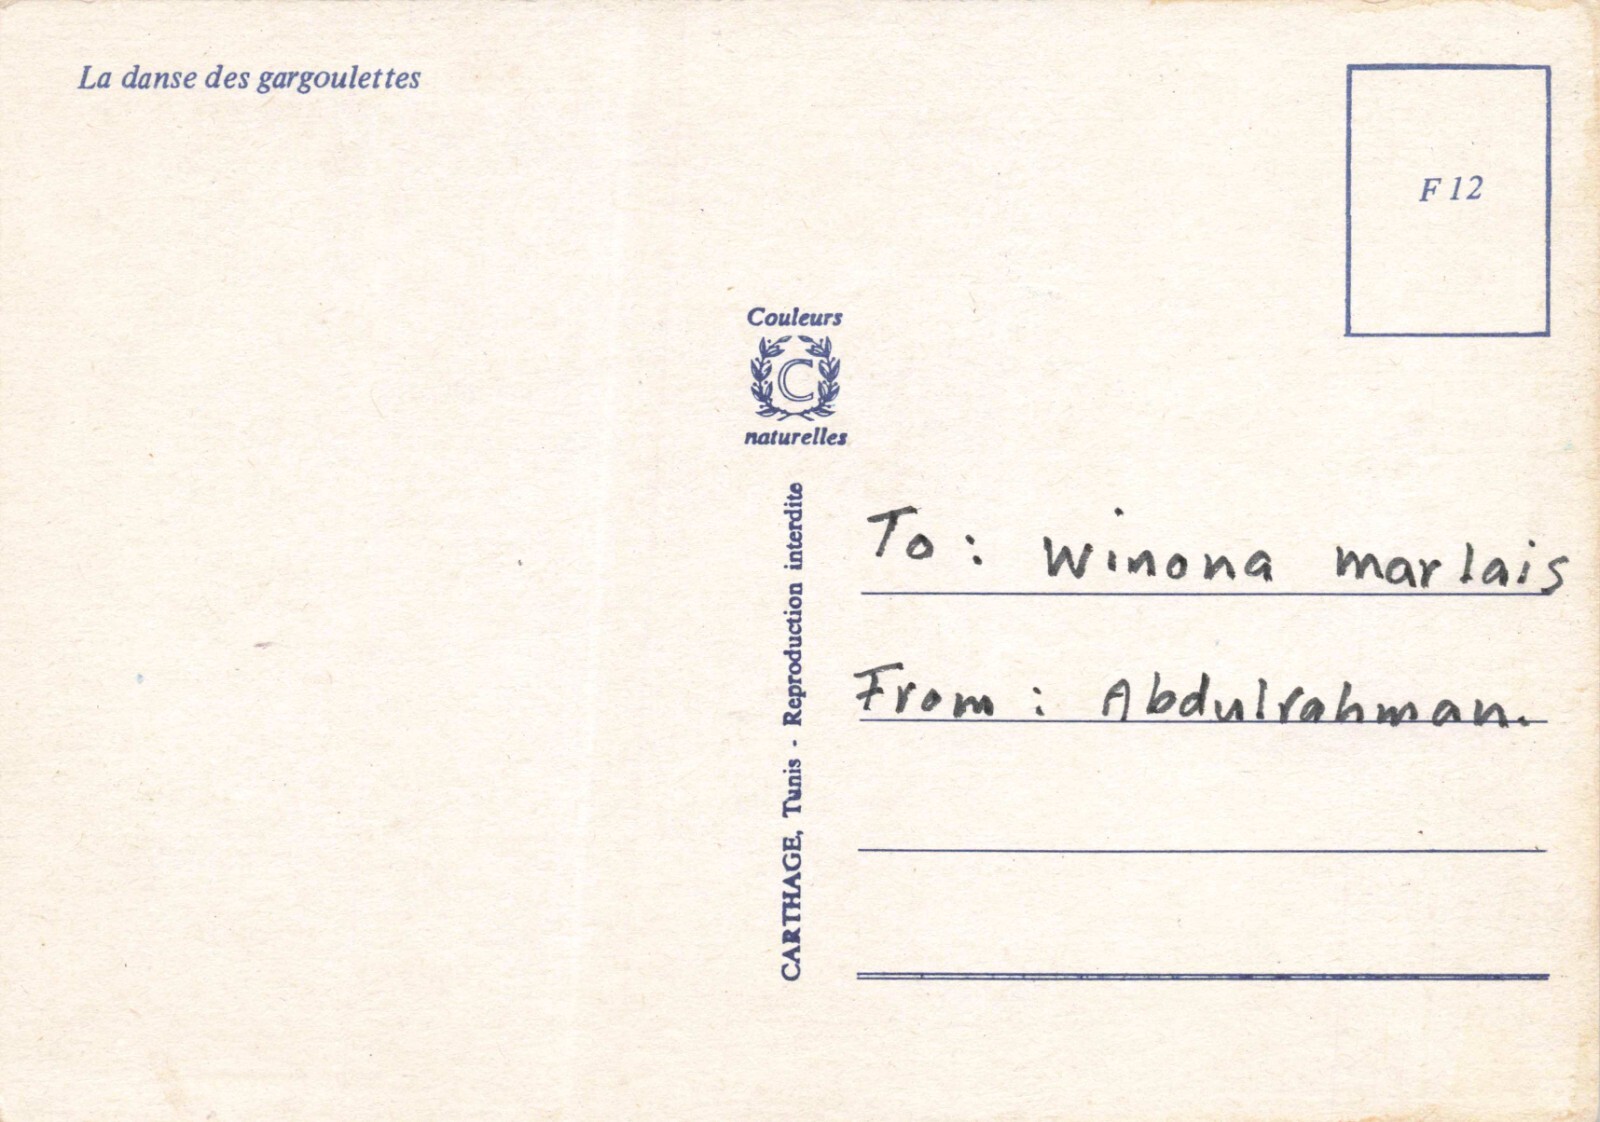 La danse des gargoulettes
F 12
Couleurs
C
naturelles
CARTHAGE, Tunis - Reproduction interdite
To: Winona marlais
From: Abdulrahman.